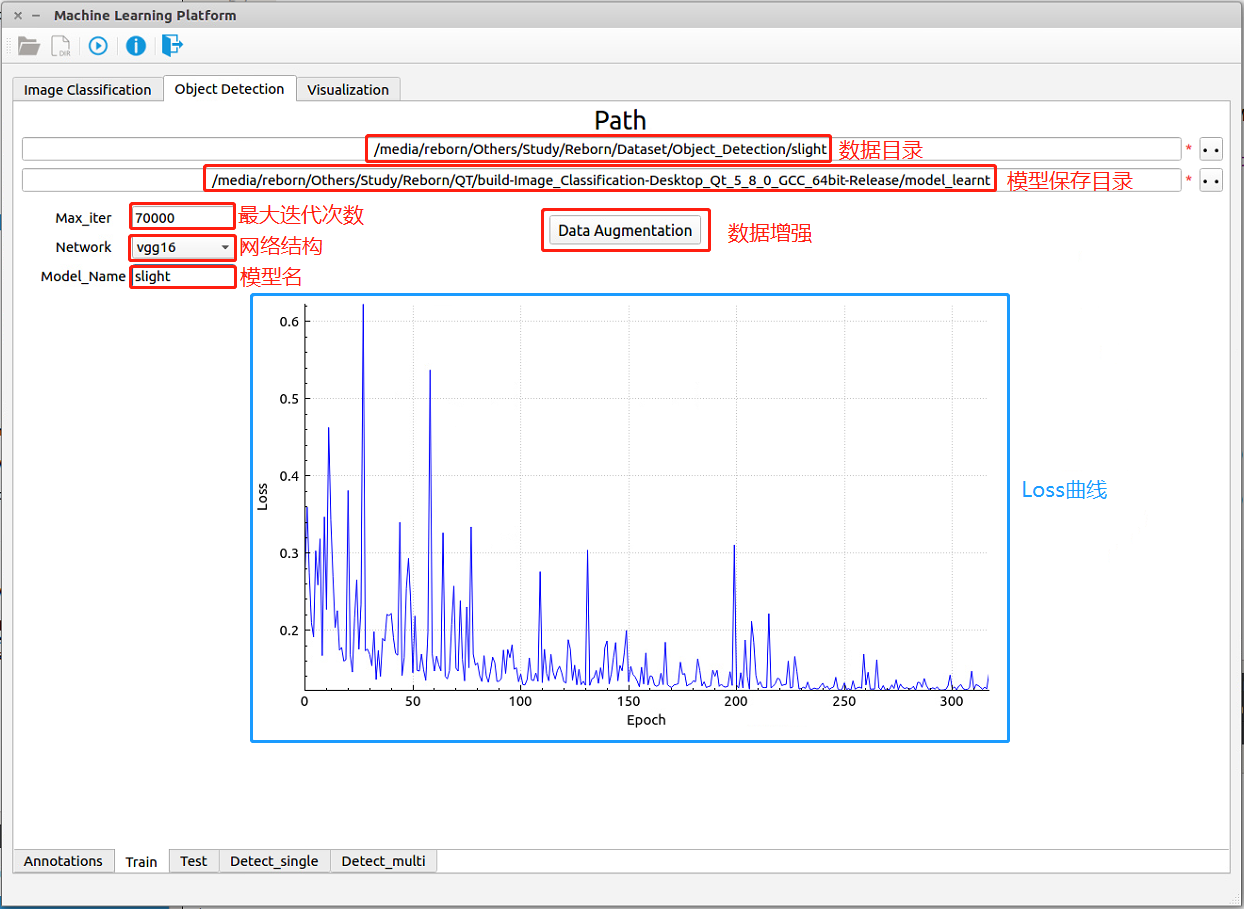 Machine Learning Platform
DIR
Image Classification Object Detection Visualization
Path
/media/reborn/Others/Study/Reborn/Dataset/Object_Detection/slight 数据目录 * ..
/media/reborn/Others/Study/Reborn/QT/build-Image_Classification-Desktop_Qt_5_8_0_GCC_64bit-Release/model_learnt 模型保存目录 * ..
Max_iter 70000 最大迭代次数
Data Augmentation 数据增强
Network vgg16 网络结构
Model_Name slight 模型名
0.6
0.5
0.4
0.3
0.2
Loss
Loss曲线
0 50 100 150 200 250 300
Epoch
Annotations Train Test Detect_single Detect_multi